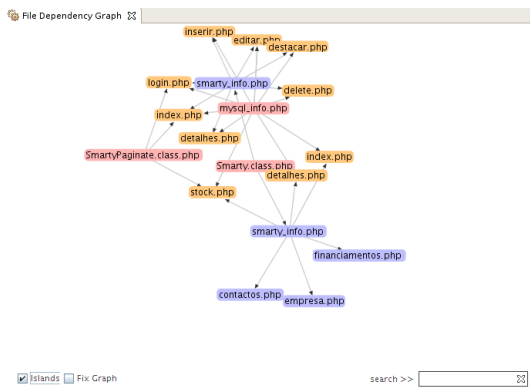 File Dependency Graph
inserir.php
editar.php
destacar.php
login.php
smarty_info.php
delete.php
mysql_info.php
index.php
detalhes.php
SmartyPaginate.class.php
index.php
Smarty.class.php
detalhes.php
stock.php
smarty_info.php
financiamentos.php
contactos.php
empresa.php
Islands Fix Graph search >>